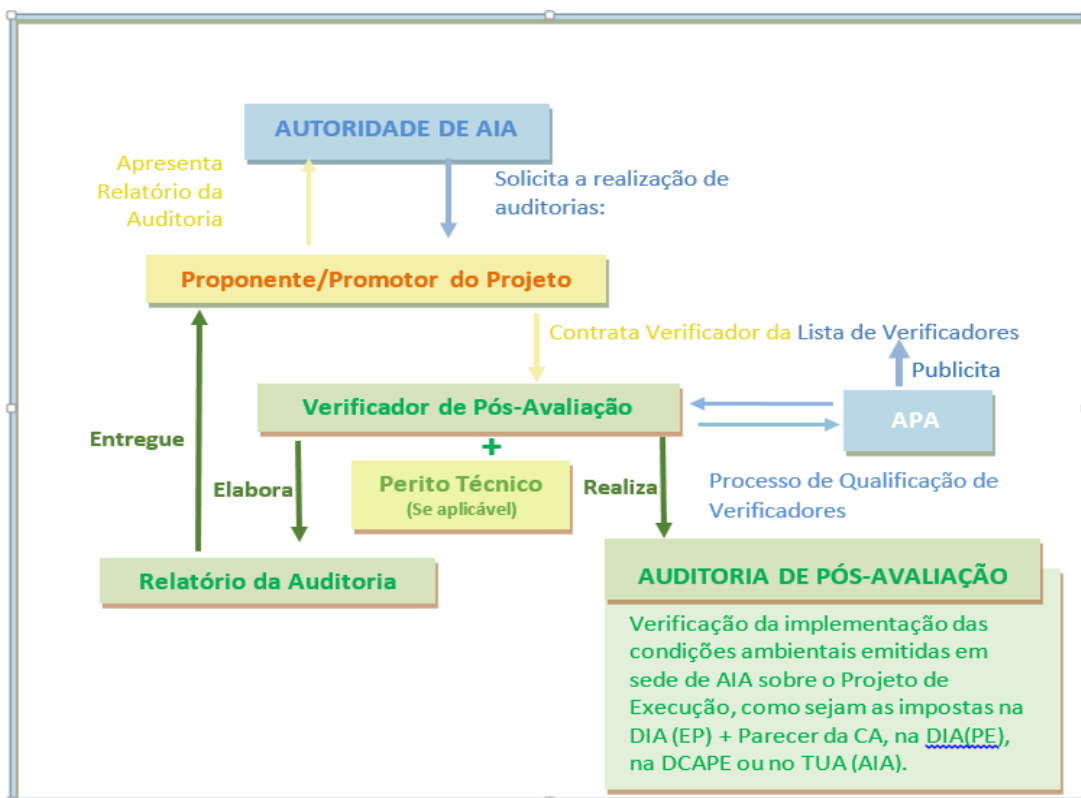 AUTORIDADE DE AIA
Apresenta
Relatório da
Auditoria
Solicita a realização de
auditorias:
Proponente/Promotor do Projeto
Contrata Verificador da Lista de Verificadores
Publicita
Verificador de Pós-Avaliação
APA
Entregue
+
Elabora
Perito Técnico
(Se aplicável)
Realiza
Processo de Qualificação de
Verificadores
Relatório da Auditoria
AUDITORIA DE PÓS-AVALIAÇÃO
Verificação da implementação das
condições ambientais emitidas em
sede de AIA sobre o Projeto de
Execução, como sejam as impostas na
DIA (EP) + Parecer da CA, na DIA(PE),
na DCAPE ou no TUA (AIA).